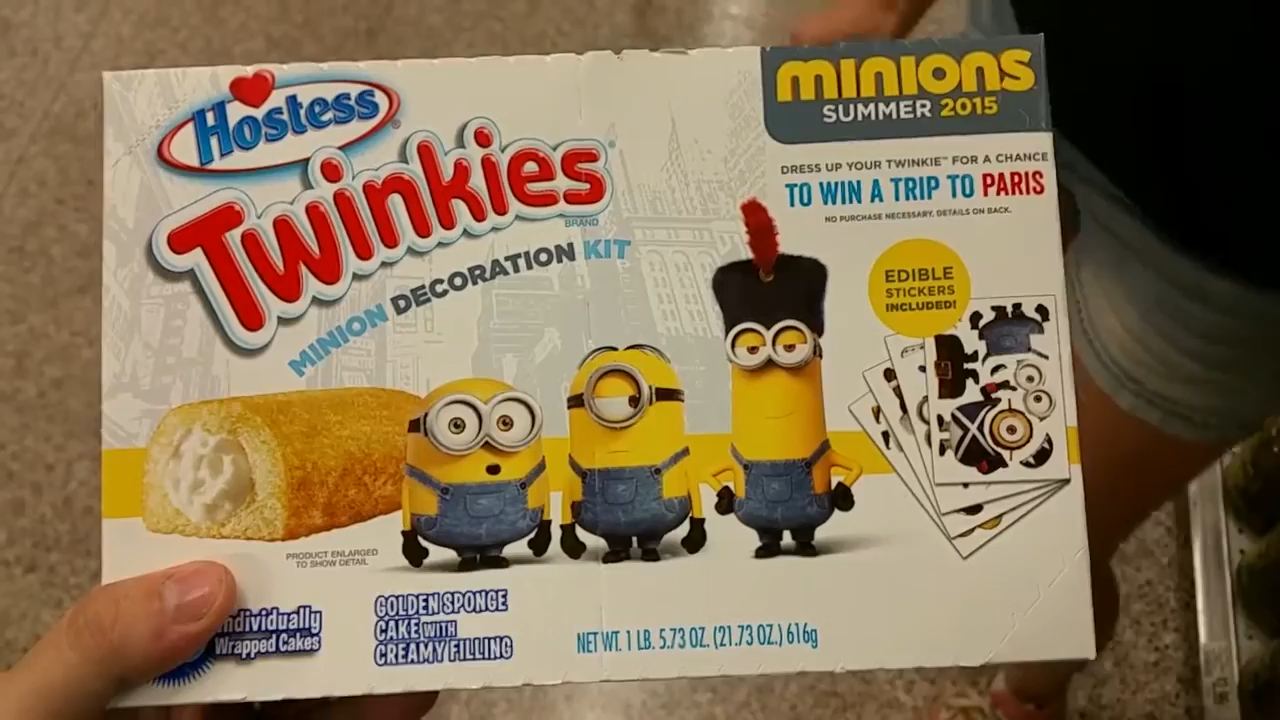 Hostess
Twinkies
BRAND
MINION DECORATION KIT
MINIONS
SUMMER 2015
DRESS UP YOUR TWINKIE™ FOR A CHANCE
TO WIN A TRIP TO PARIS
NO PURCHASE NECESSARY. DETAILS ON BACK.
EDIBLE
STICKERS
INCLUDED!
PRODUCT ENLARGED
TO SHOW DETAIL
Wrapped Cakes
GOLDEN SPONGE
CAKE WITH
CREAMY FILLING
NET WT. 1 LB. 5.73 OZ. (21.73 OZ.) 616g